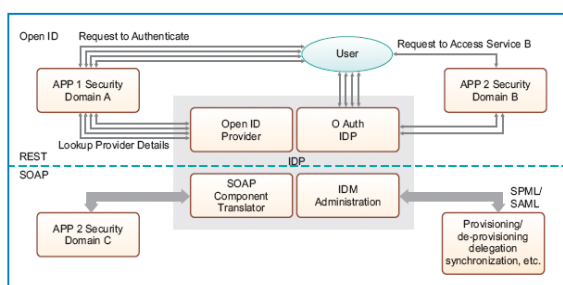 Open ID
Request to Authenticate
User
Request to Access Service B
APP 1 Security
Domain A
APP 2 Security
Domain B
Open ID
Provider
O Auth
IDP
Lookup Provider Details
IDP
REST
SOAP
SOAP
Component
Translator
IDM
Administration
SPML/
SAML
APP 2 Security
Domain C
Provisioning/
de-provisioning
delegation
synchronization, etc.